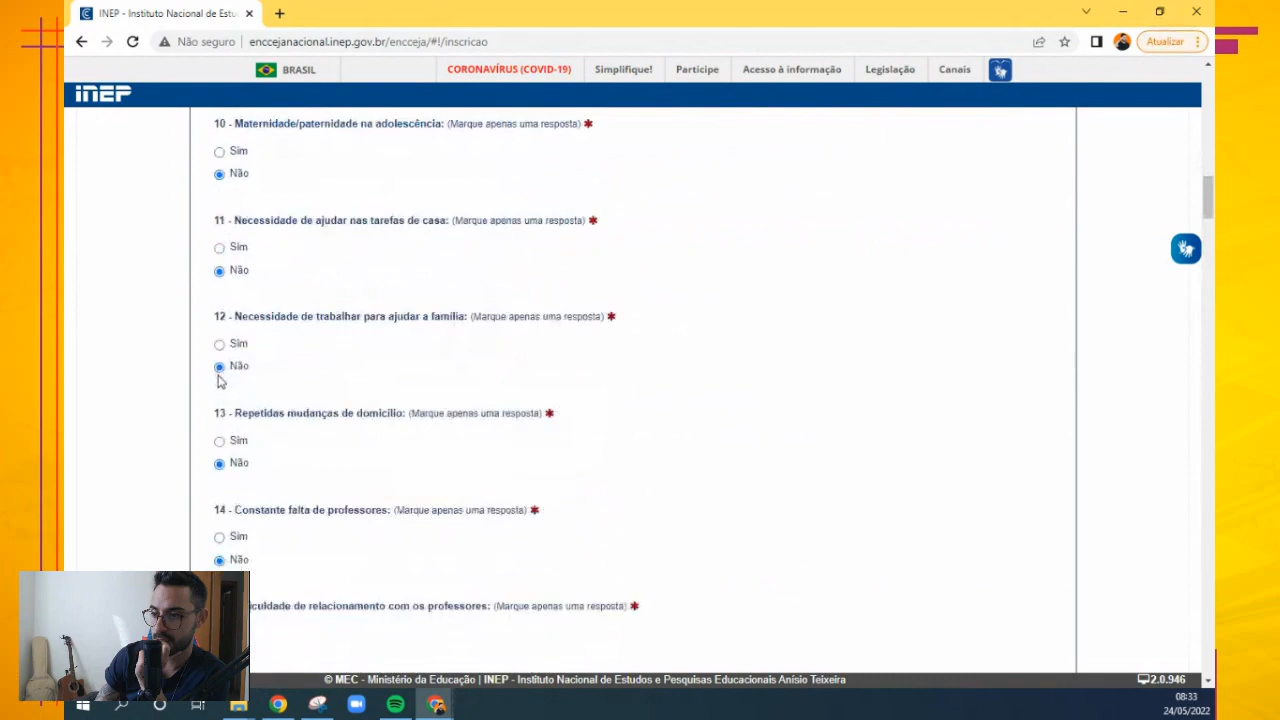 INEP - Instituto Nacional de Estu
Não seguro
enccejanacional.inep.gov.br/encceja/#!/inscricao
Atualizar
BRASIL
CORONAVÍRUS (COVID-19)
Simplifique!
Participe
Acesso à informação
Legislação
Canais
inep
10 - Maternidade/paternidade na adolescência: (Marque apenas uma resposta) *
Sim
Não
11 - Necessidade de ajudar nas tarefas de casa: (Marque apenas uma resposta) *
Sim
Não
12 - Necessidade de trabalhar para ajudar a família: (Marque apenas uma resposta) *
Sim
Não
13 - Repetidas mudanças de domicílio: (Marque apenas uma resposta) *
Sim
Não
14 - Constante falta de professores: (Marque apenas uma resposta) *
Sim
Não
iculdade de relacionamento com os professores: (Marque apenas uma resposta) *
© MEC - Ministério da Educação | INEP - Instituto Nacional de Estudos e Pesquisas Educacionais Anísio Teixeira
2.0.946
08:33
24/05/2022